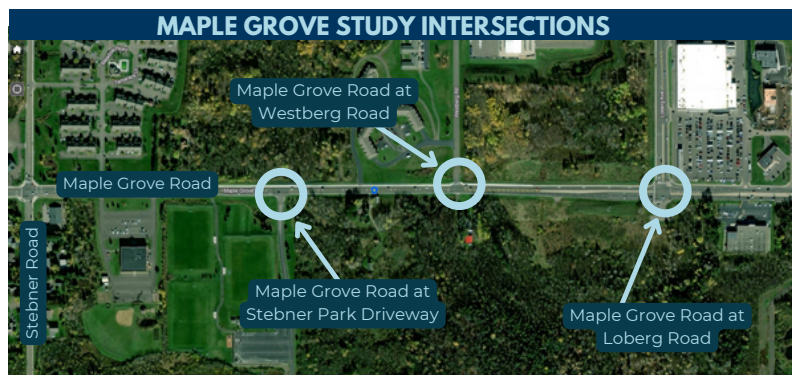 MAPLE GROVE STUDY INTERSECTIONS
Maple Grove Road at
Westberg Road
Maple Grove Road
Stebner Road
Maple Grove Road at
Stebner Park Driveway
Maple Grove Road at
Loberg Road